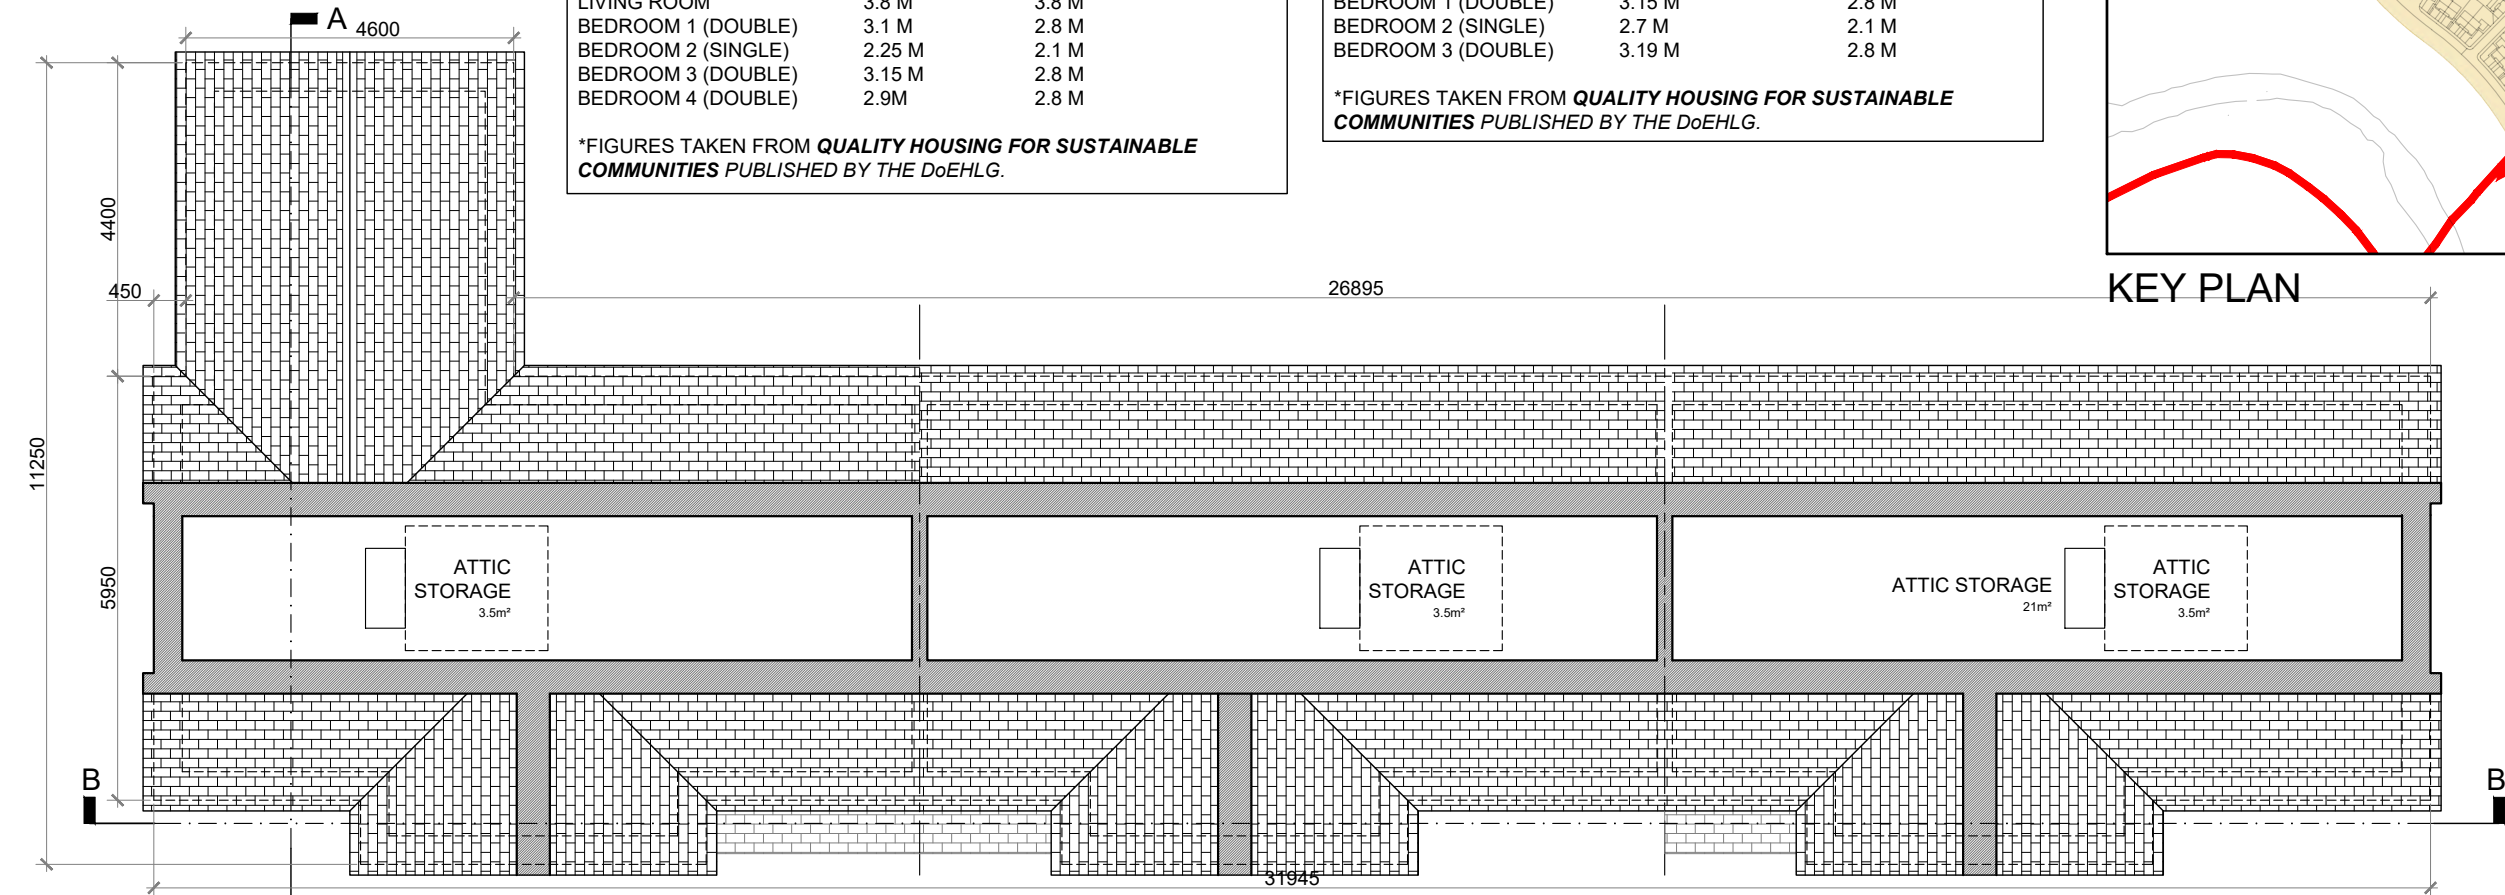 A
4600
LIVING ROOM 3.8 M 3.8 M
BEDROOM 1 (DOUBLE) 3.1 M 2.8 M
BEDROOM 2 (SINGLE) 2.25 M 2.1 M
BEDROOM 3 (DOUBLE) 3.15 M 2.8 M
BEDROOM 4 (DOUBLE) 2.9M 2.8 M
*FIGURES TAKEN FROM QUALITY HOUSING FOR SUSTAINABLE
COMMUNITIES PUBLISHED BY THE DoEHLG.
BEDROOM 1 (DOUBLE) 3.15 M 2.8 M
BEDROOM 2 (SINGLE) 2.7 M 2.1 M
BEDROOM 3 (DOUBLE) 3.19 M 2.8 M
*FIGURES TAKEN FROM QUALITY HOUSING FOR SUSTAINABLE
COMMUNITIES PUBLISHED BY THE DoEHLG.
KEY PLAN
4400
450
26895
11250
5950
ATTIC
STORAGE
3.5m²
ATTIC
STORAGE
3.5m²
ATTIC STORAGE
21m²
ATTIC
STORAGE
3.5m²
B
B
31945